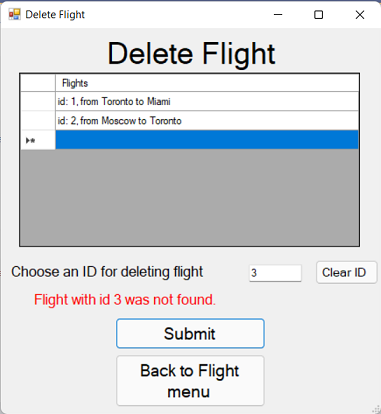 Delete Flight
Delete Flight
Flights
id: 1, from Toronto to Miami
id: 2, from Moscow to Toronto
Choose an ID for deleting flight 3 Clear ID
Flight with id 3 was not found.
Submit
Back to Flight
menu